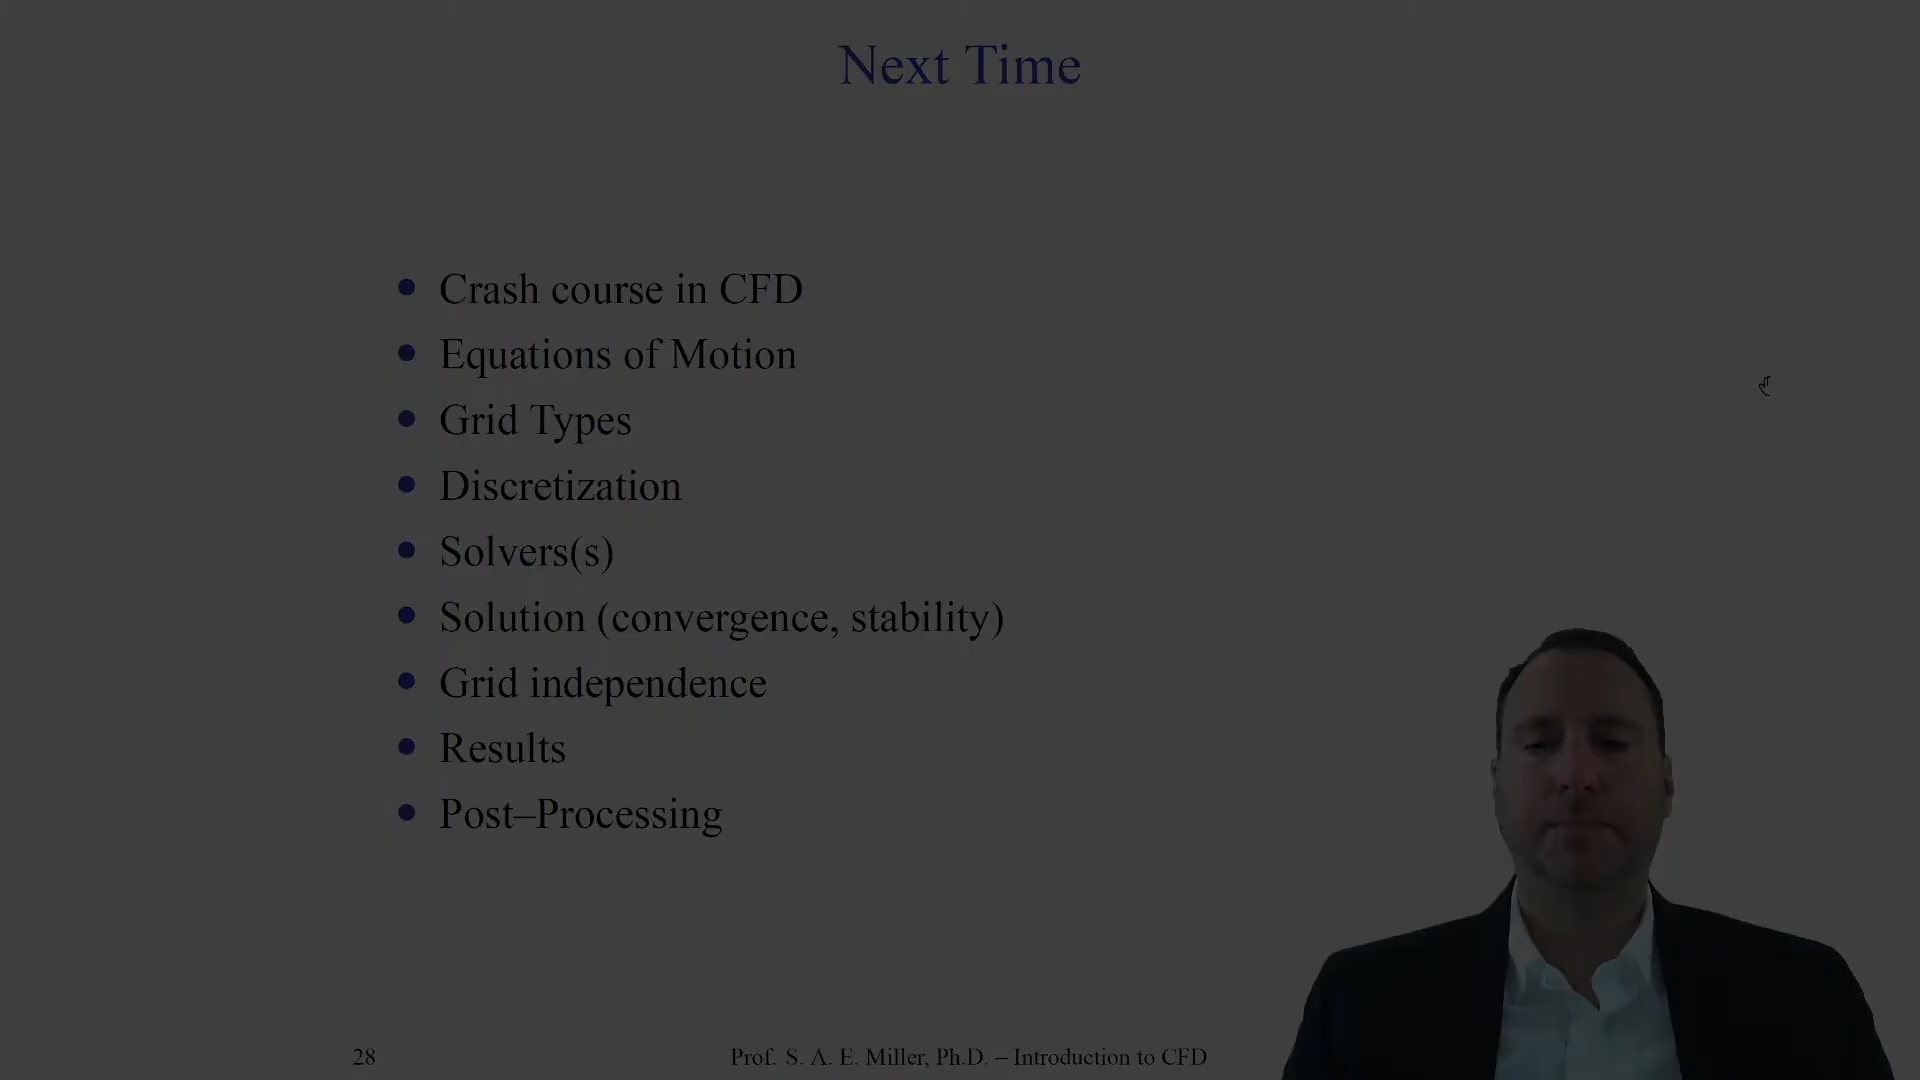 Next Time
Crash course in CFD
Equations of Motion
Grid Types
Discretization
Solvers(s)
Solution (convergence, stability)
Grid independence
Results
Post–Processing
28
Prof. S. A. E. Miller, Ph.D. – Introduction to CFD